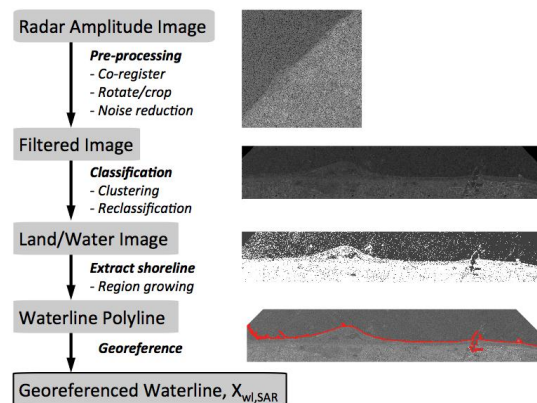 Radar Amplitude Image
Pre-processing
- Co-register
- Rotate/crop
- Noise reduction
Filtered Image
Classification
- Clustering
- Reclassification
Land/Water Image
Extract shoreline
- Region growing
Waterline Polyline
Georeference
Georeferenced Waterline, Xwl,SAR